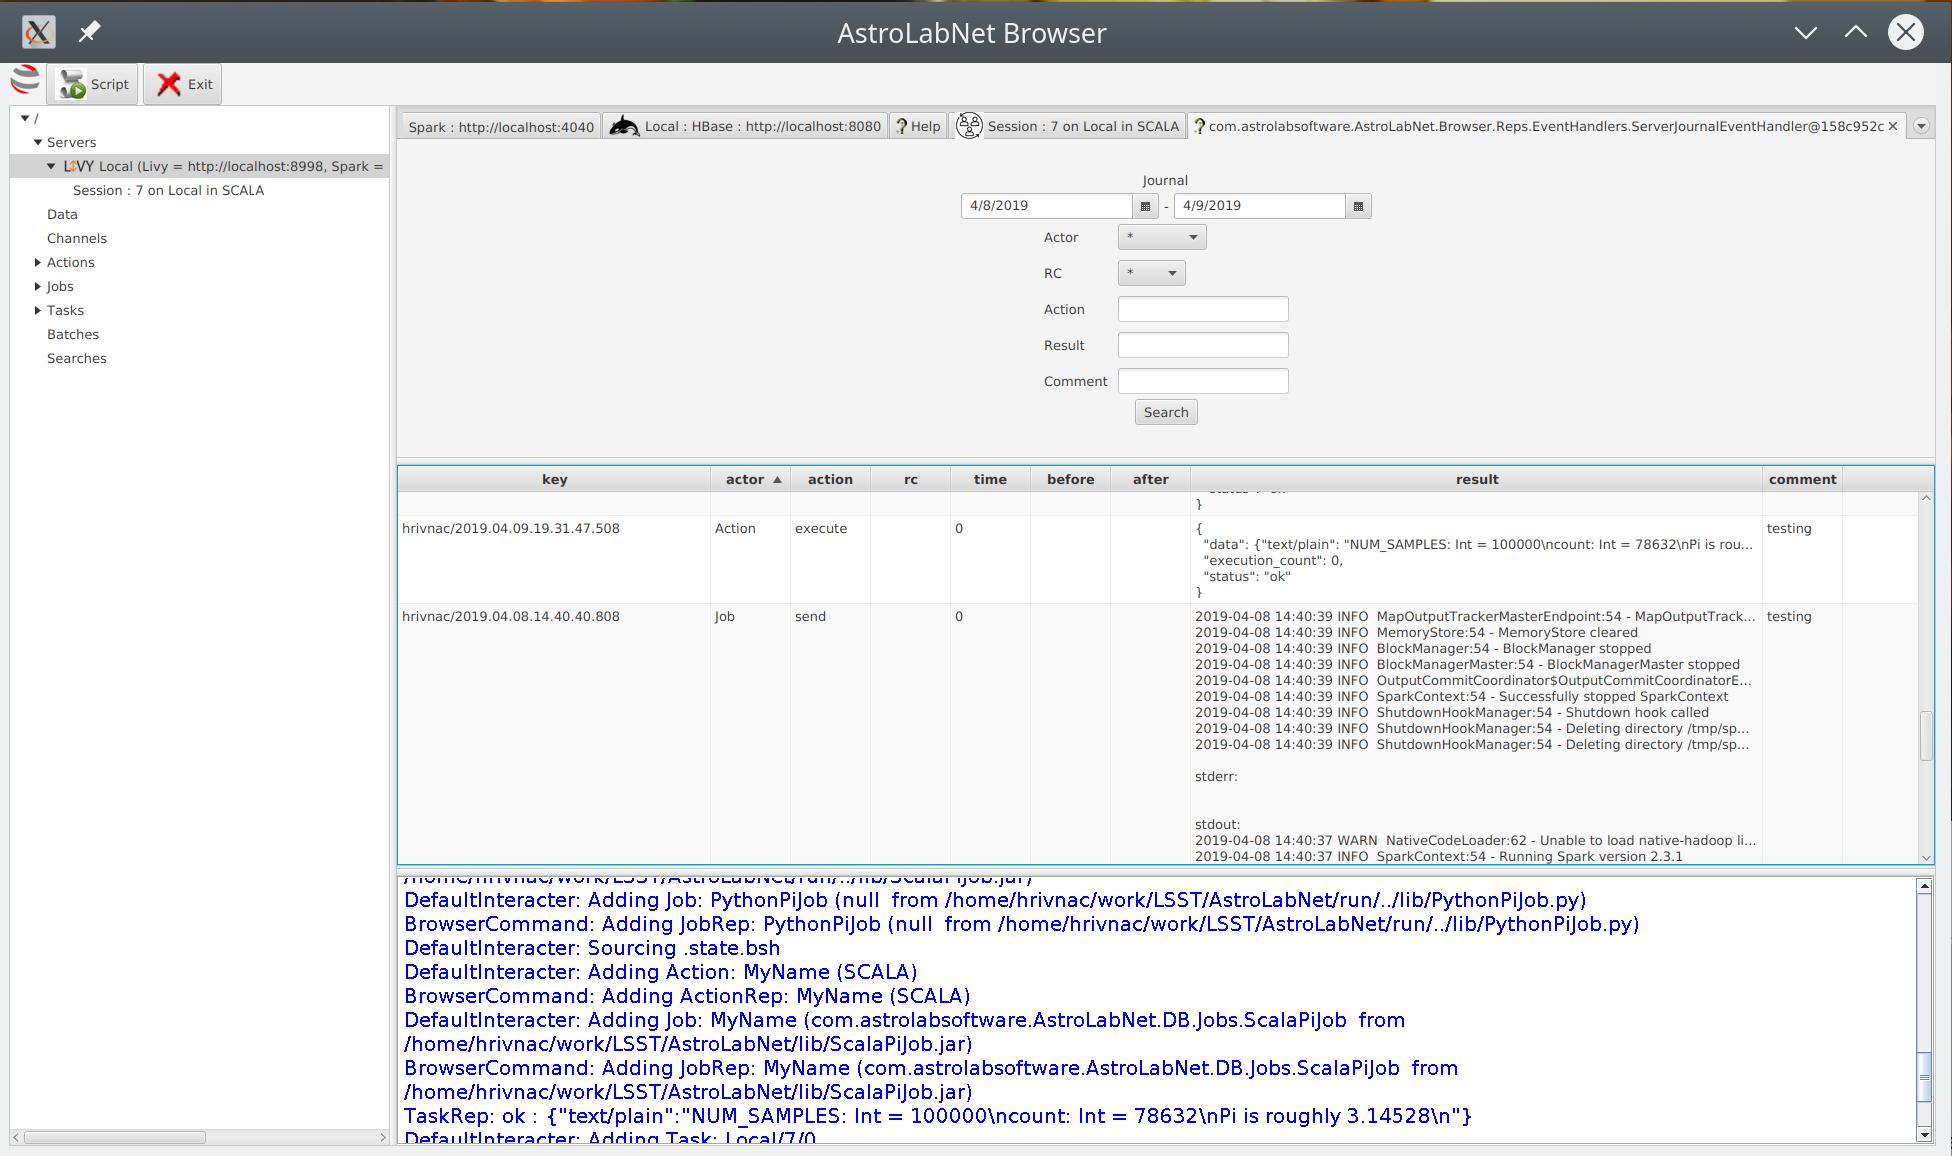 AstroLabNet Browser
Script
Exit
/
Servers
LIVY Local (Livy = http://localhost:8998, Spark =
Session : 7 on Local in SCALA
Data
Channels
Actions
Jobs
Tasks
Batches
Searches
Spark : http://localhost:4040
Local : HBase : http://localhost:8080
? Help
Session : 7 on Local in SCALA
? com.astrolabsoftware.AstroLabNet.Browser.Reps.EventHandlers.ServerJournalEventHandler@158c952c
Journal
4/8/2019 - 4/9/2019
Actor *
RC *
Action
Result
Comment
Search
key actor action rc time before after result comment
}
hrivnac/2019.04.09.19.31.47.508 Action execute 0 { testing
"data": {"text/plain": "NUM_SAMPLES: Int = 100000\ncount: Int = 78632\nPi is rou...
"execution_count": 0,
"status": "ok"
}
hrivnac/2019.04.08.14.40.40.808 Job send 0 2019-04-08 14:40:39 INFO MapOutputTrackerMasterEndpoint:54 - MapOutputTrack... testing
2019-04-08 14:40:39 INFO MemoryStore:54 - MemoryStore cleared
2019-04-08 14:40:39 INFO BlockManager:54 - BlockManager stopped
2019-04-08 14:40:39 INFO BlockManagerMaster:54 - BlockManagerMaster stopped
2019-04-08 14:40:39 INFO OutputCommitCoordinator$OutputCommitCoordinatorE...
2019-04-08 14:40:39 INFO SparkContext:54 - Successfully stopped SparkContext
2019-04-08 14:40:39 INFO ShutdownHookManager:54 - Shutdown hook called
2019-04-08 14:40:39 INFO ShutdownHookManager:54 - Deleting directory /tmp/sp...
2019-04-08 14:40:39 INFO ShutdownHookManager:54 - Deleting directory /tmp/sp...
stderr:
stdout:
2019-04-08 14:40:37 WARN NativeCodeLoader:62 - Unable to load native-hadoop li...
2019-04-08 14:40:37 INFO SparkContext:54 - Running Spark version 2.3.1
/home/hrivnac/work/LSST/AstroLabNet/run/../lib/ScalaPiJob.jar)
DefaultInteracter: Adding Job: PythonPiJob (null from /home/hrivnac/work/LSST/AstroLabNet/run/../lib/PythonPiJob.py)
BrowserCommand: Adding JobRep: PythonPiJob (null from /home/hrivnac/work/LSST/AstroLabNet/run/../lib/PythonPiJob.py)
DefaultInteracter: Sourcing .state.bsh
DefaultInteracter: Adding Action: MyName (SCALA)
BrowserCommand: Adding ActionRep: MyName (SCALA)
DefaultInteracter: Adding Job: MyName (com.astrolabsoftware.AstroLabNet.DB.Jobs.ScalaPiJob from
/home/hrivnac/work/LSST/AstroLabNet/lib/ScalaPiJob.jar)
BrowserCommand: Adding JobRep: MyName (com.astrolabsoftware.AstroLabNet.DB.Jobs.ScalaPiJob from
/home/hrivnac/work/LSST/AstroLabNet/lib/ScalaPiJob.jar)
TaskRep: ok : {"text/plain":"NUM_SAMPLES: Int = 100000\ncount: Int = 78632\nPi is roughly 3.14528\n"}
DefaultInteracter: Adding Task: Local/7/0